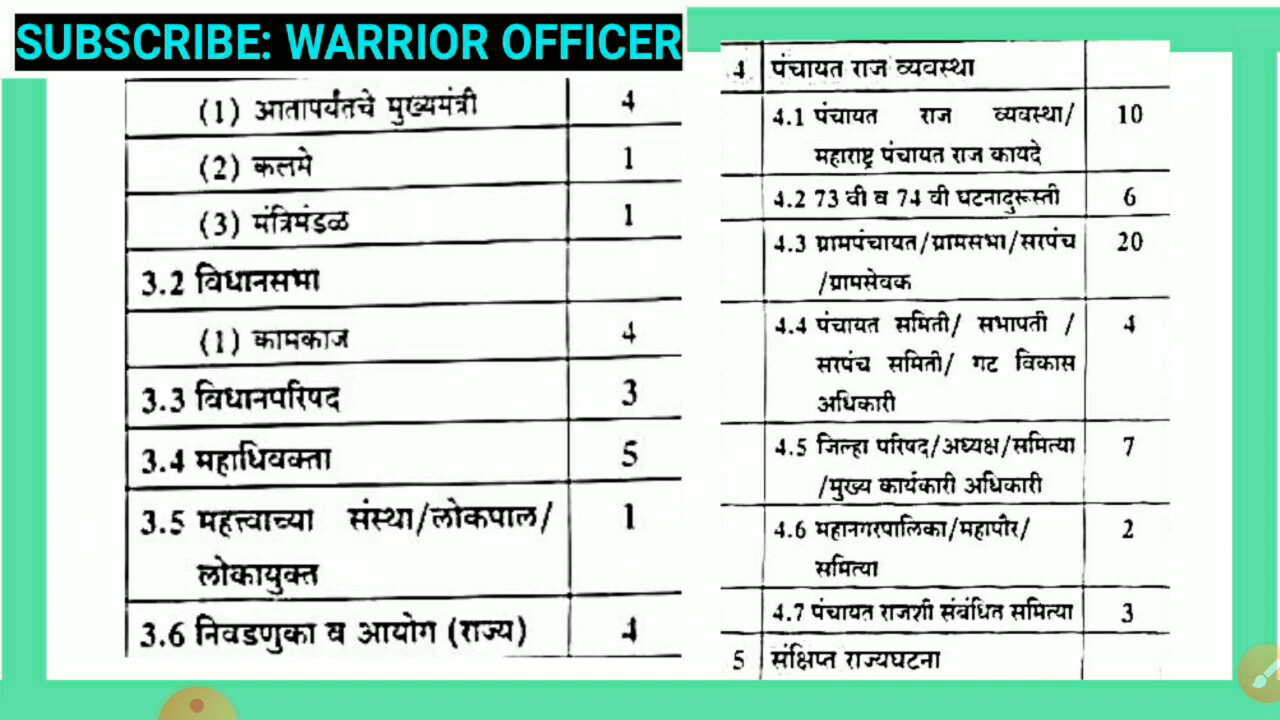 SUBSCRIBE: WARRIOR OFFICER
(1) आतापर्यंतचे मुख्यमंत्री 4
(2) कलमे 1
(3) मंत्रिमंडळ 1
3.2 विधानसभा
(1) कामकाज 4
3.3 विधानपरिषद 3
3.4 महाधिवक्ता 5
3.5 महत्त्वाच्या संस्था/लोकपाल/ 1
लोकायुक्त
3.6 निवडणुका व आयोग (राज्य) 4
4 पंचायत राज व्यवस्था
4.1 पंचायत राज व्यवस्था/ 10
महाराष्ट्र पंचायत राज कायदे
4.2 73 वी व 74 वी घटनादुरूस्ती 6
4.3 ग्रामपंचायत/ग्रामसभा/सरपंच 20
/ग्रामसेवक
4.4 पंचायत समिती/ सभापती / 4
सरपंच समिती/ गट विकास
अधिकारी
4.5 जिल्हा परिषद/अध्यक्ष/समित्या 7
/मुख्य कार्यकारी अधिकारी
4.6 महानगरपालिका/महापौर/ 2
समित्या
4.7 पंचायत राजशी संबंधित समित्या 3
5 संक्षिप्त राज्यघटना